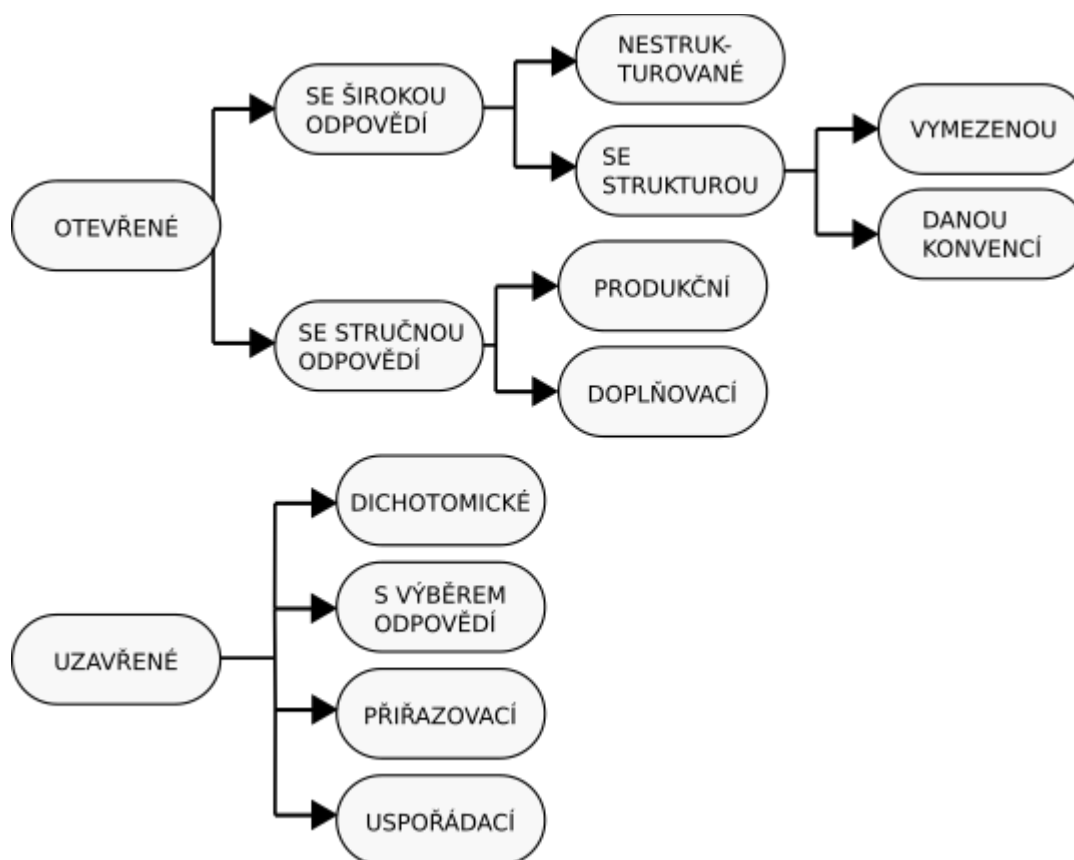 OTEVŘENÉ
SE ŠIROKOU
ODPOVĚDÍ
NESTRUK-
TUROVANÉ
SE
STRUKTUROU
VYMEZENOU
DANOU
KONVENCÍ
SE STRUČNOU
ODPOVĚDÍ
PRODUKČNÍ
DOPLŇOVACÍ
UZAVŘENÉ
DICHOTOMICKÉ
S VÝBĚREM
ODPOVĚDÍ
PŘIŘAZOVACÍ
USPOŘÁDACÍ